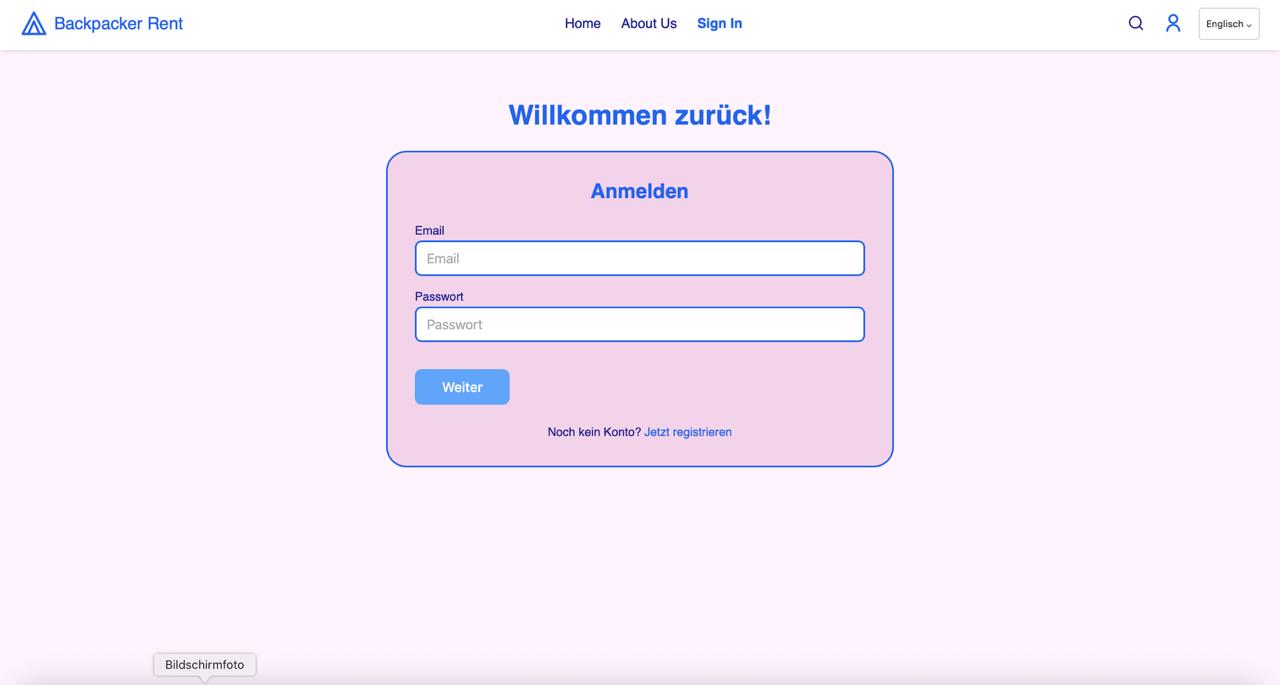 Backpacker Rent
Home About Us Sign In
Englisch
Willkommen zurück!
Anmelden
Email
Email
Passwort
Passwort
Weiter
Noch kein Konto? Jetzt registrieren
Bildschirmfoto